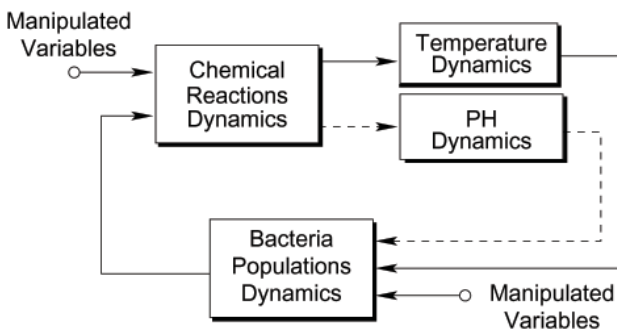 Manipulated
Variables
Chemical
Reactions
Dynamics
Temperature
Dynamics
PH
Dynamics
Bacteria
Populations
Dynamics
Manipulated
Variables